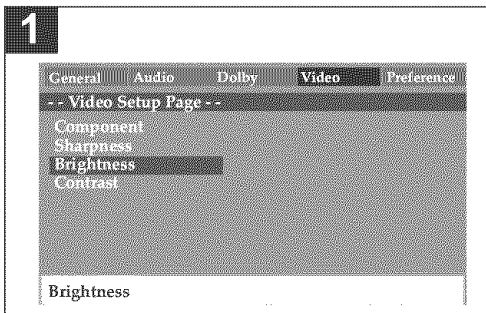 1
General Audio Dolby Video Preference
- - Video Setup Page - -
Component
Sharpness
Brightness
Contrast
Brightness